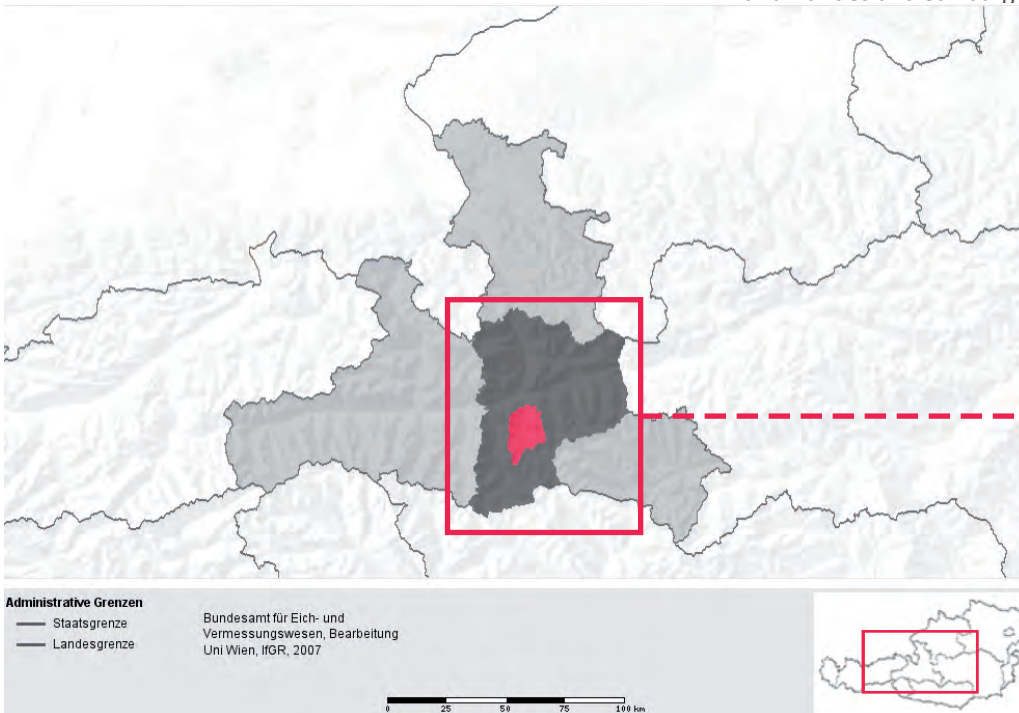 Administrative Grenzen
Staatsgrenze
Landesgrenze
Bundesamt für Eich- und
Vermessungswesen, Bearbeitung
Uni Wien, IfGR, 2007
0 25 50 75 100 km